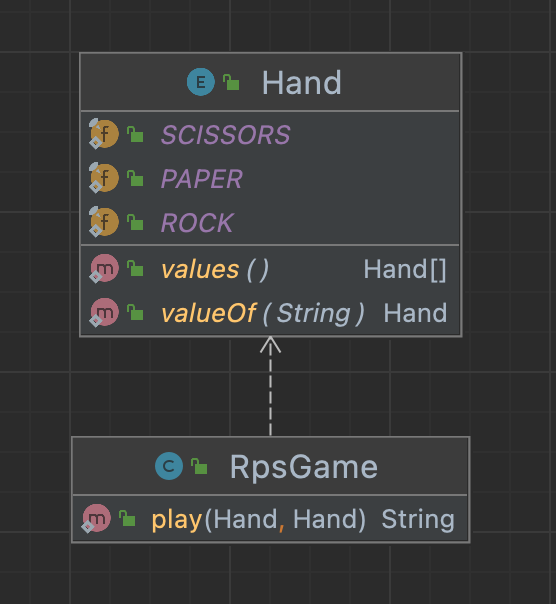 E Hand
f SCISSORS
f PAPER
f ROCK
m values() Hand[]
m valueOf(String) Hand
C RpsGame
m play(Hand, Hand) String